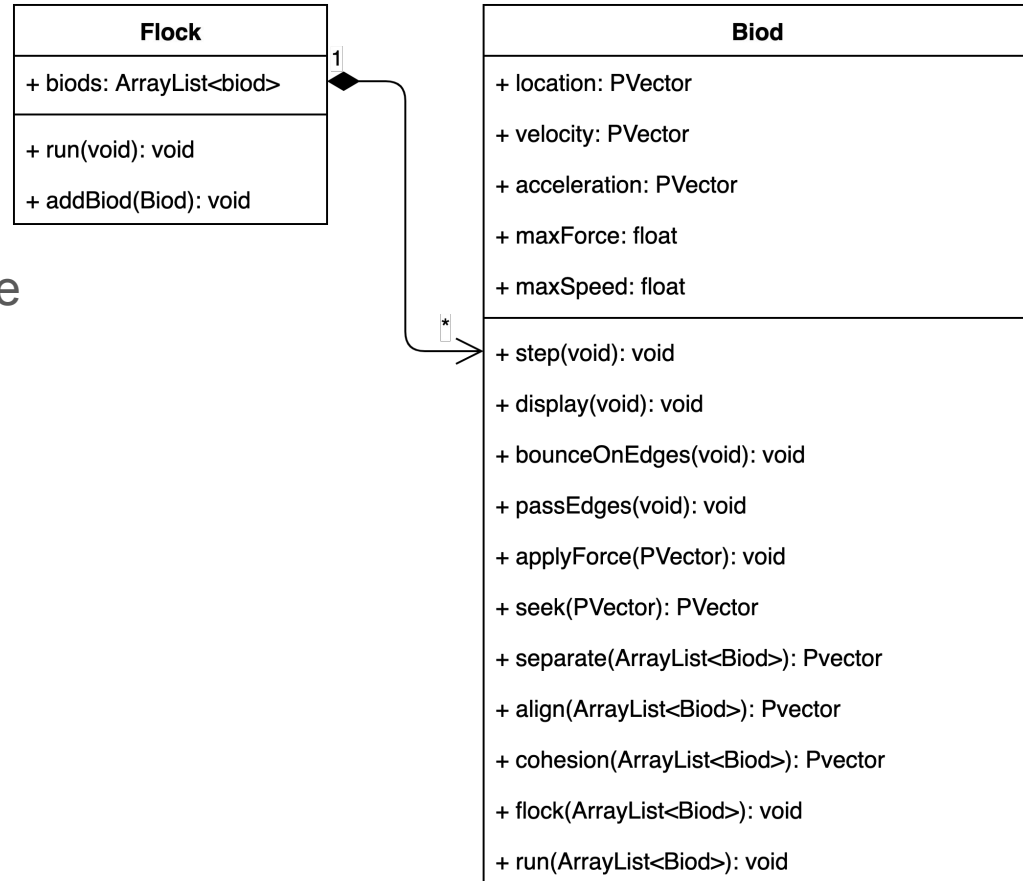 Flock
+ biods: ArrayList<biod>
+ run(void): void
+ addBiod(Biod): void
1
*
e
Biod
+ location: PVector
+ velocity: PVector
+ acceleration: PVector
+ maxForce: float
+ maxSpeed: float
+ step(void): void
+ display(void): void
+ bounceOnEdges(void): void
+ passEdges(void): void
+ applyForce(PVector): void
+ seek(PVector): PVector
+ separate(ArrayList<Biod>): Pvector
+ align(ArrayList<Biod>): Pvector
+ cohesion(ArrayList<Biod>): Pvector
+ flock(ArrayList<Biod>): void
+ run(ArrayList<Biod>): void